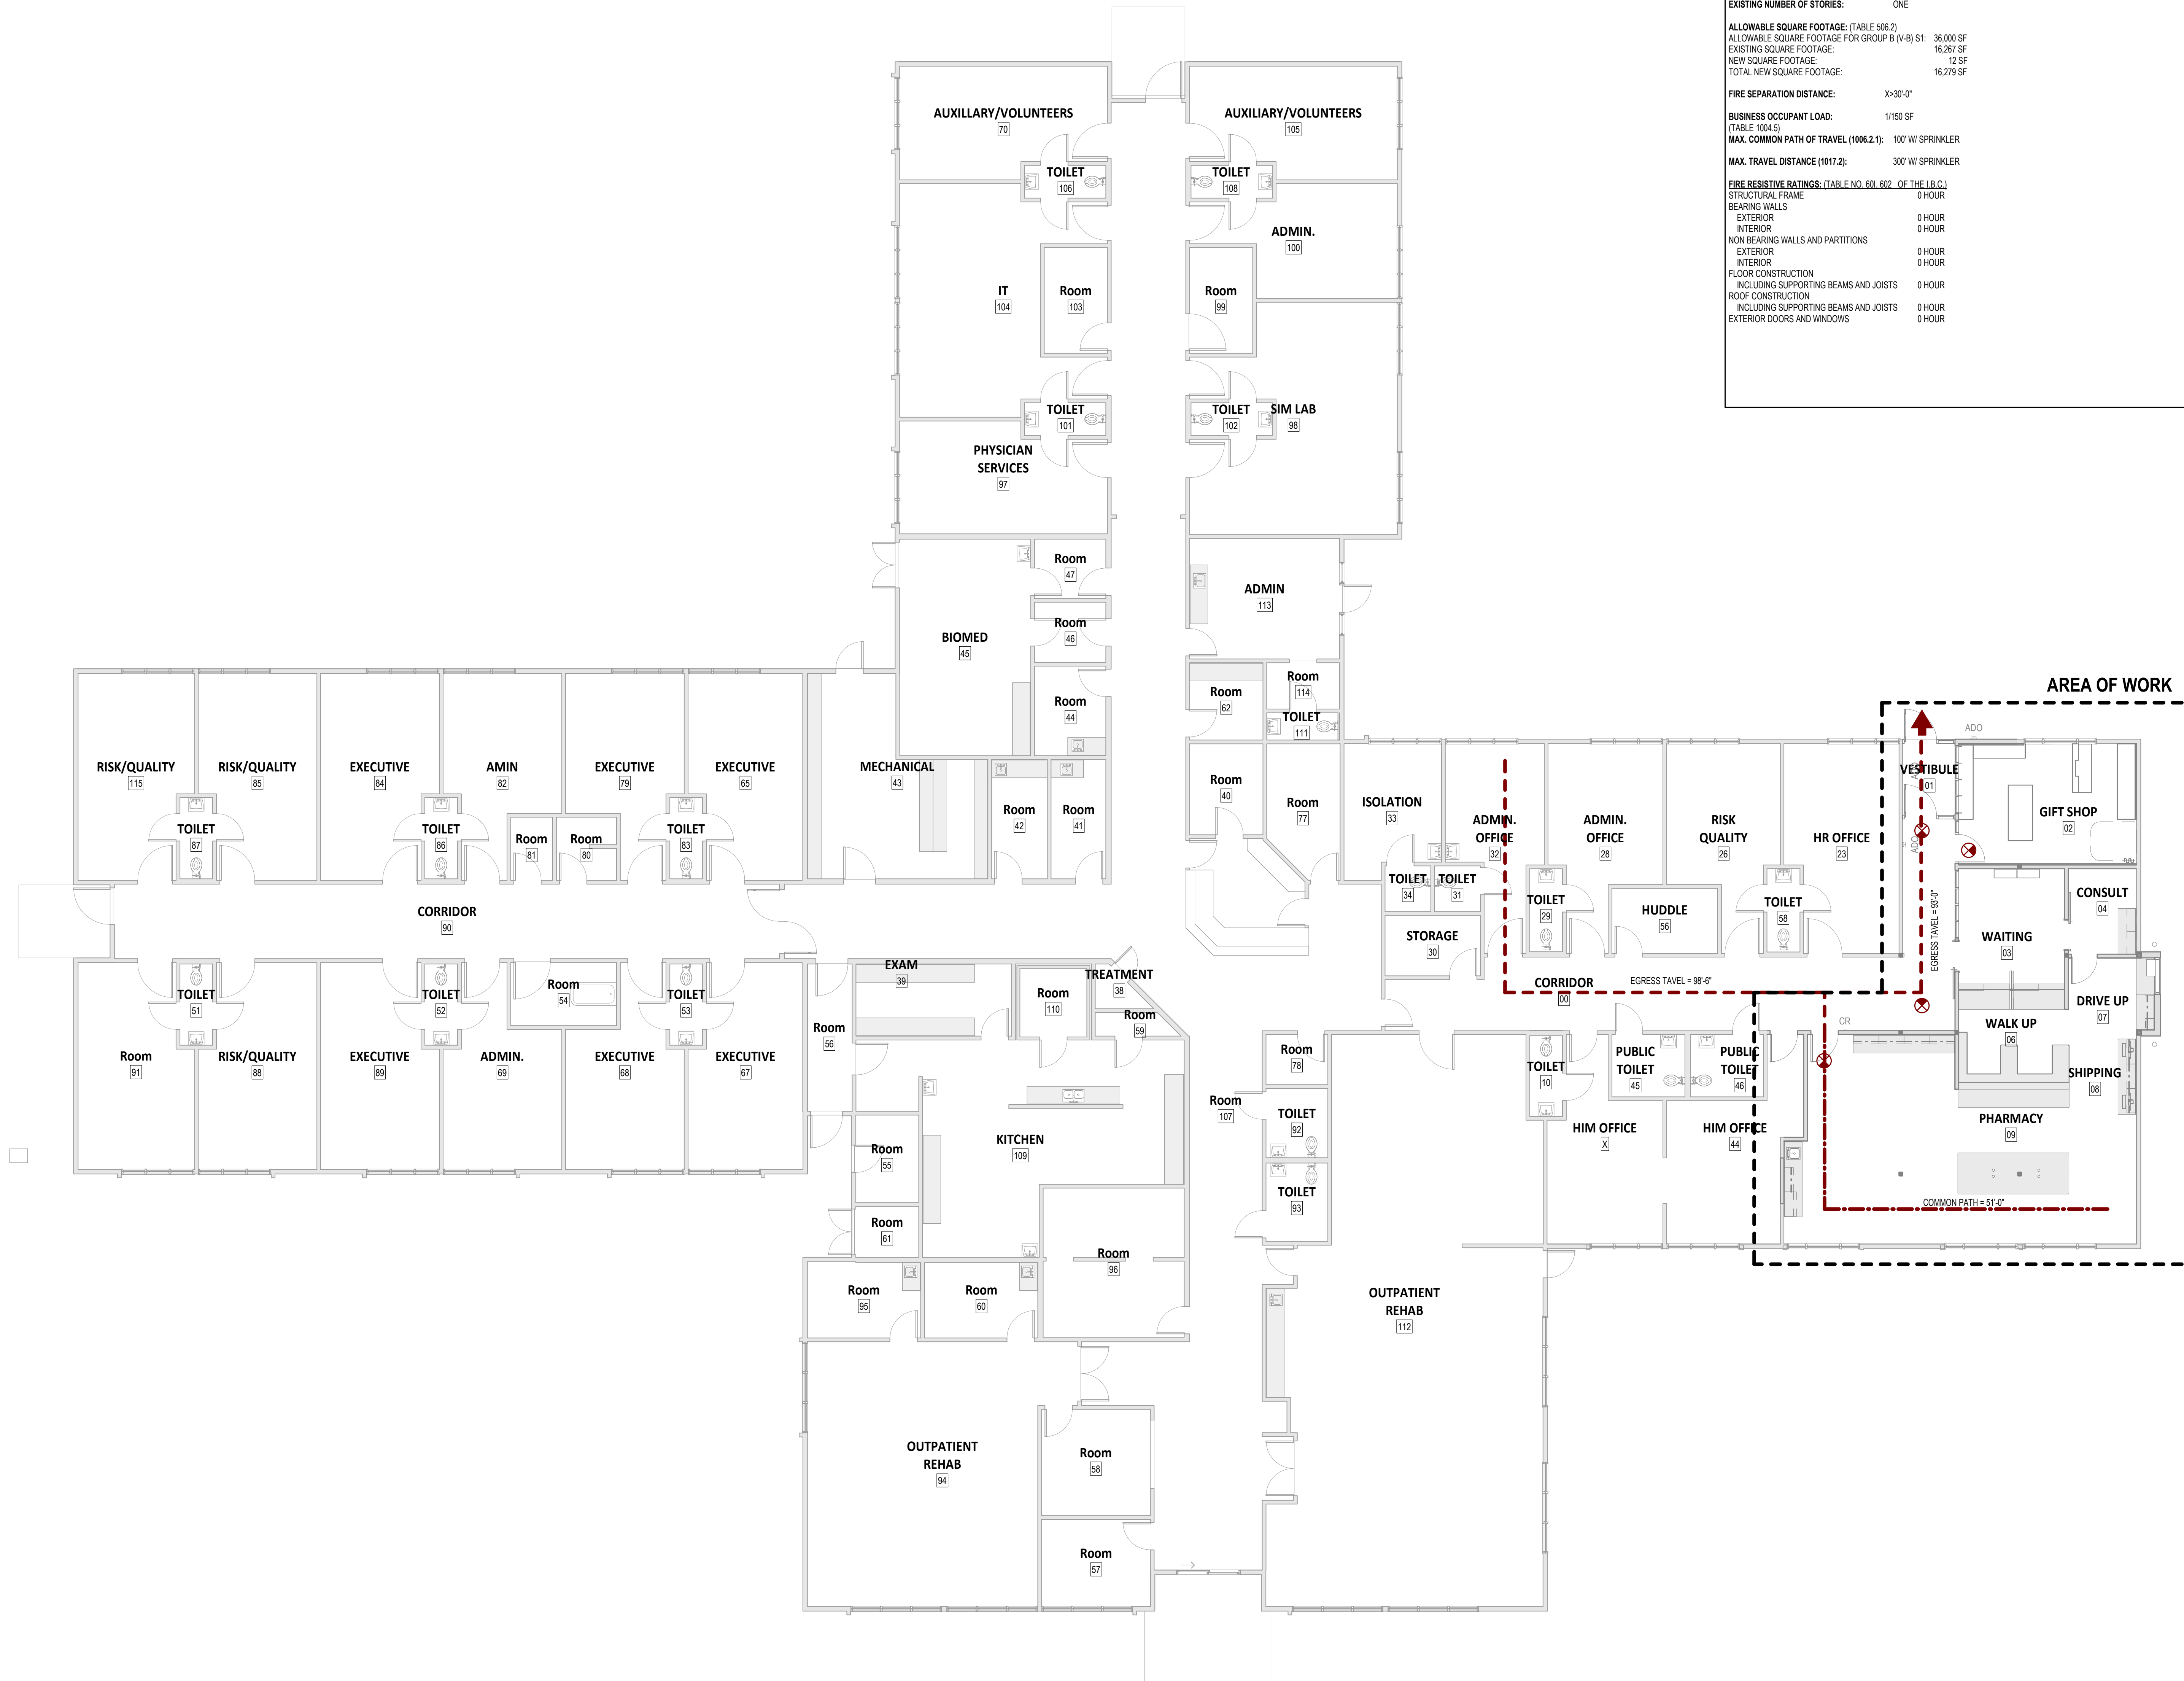 EXISTING NUMBER OF STORIES: ONE
ALLOWABLE SQUARE FOOTAGE: (TABLE 506.2)
ALLOWABLE SQUARE FOOTAGE FOR GROUP B (V-B) S1: 36,000 SF
EXISTING SQUARE FOOTAGE: 16,267 SF
NEW SQUARE FOOTAGE: 12 SF
TOTAL NEW SQUARE FOOTAGE: 16,279 SF
FIRE SEPARATION DISTANCE: X>30'-0"
BUSINESS OCCUPANT LOAD: 1/150 SF
(TABLE 1004.5)
MAX. COMMON PATH OF TRAVEL (1006.2.1): 100' W/ SPRINKLER
MAX. TRAVEL DISTANCE (1017.2): 300' W/ SPRINKLER
FIRE RESISTIVE RATINGS: (TABLE NO. 60I, 602 OF THE I.B.C.)
STRUCTURAL FRAME 0 HOUR
BEARING WALLS
EXTERIOR 0 HOUR
INTERIOR 0 HOUR
NON BEARING WALLS AND PARTITIONS
EXTERIOR 0 HOUR
INTERIOR 0 HOUR
FLOOR CONSTRUCTION
INCLUDING SUPPORTING BEAMS AND JOISTS 0 HOUR
ROOF CONSTRUCTION
INCLUDING SUPPORTING BEAMS AND JOISTS 0 HOUR
EXTERIOR DOORS AND WINDOWS 0 HOUR
AUXILLARY/VOLUNTEERS
70
AUXILIARY/VOLUNTEERS
105
TOILET
106
TOILET
108
ADMIN.
100
IT
104
Room
103
Room
99
TOILET
101
TOILET
102
SIM LAB
98
PHYSICIAN
SERVICES
97
Room
47
ADMIN
113
BIOMED
45
Room
46
Room
44
Room
62
Room
114
TOILET
111
AREA OF WORK
RISK/QUALITY
115
RISK/QUALITY
85
EXECUTIVE
84
AMIN
82
EXECUTIVE
79
EXECUTIVE
65
MECHANICAL
43
Room
42
Room
41
Room
40
Room
77
ISOLATION
33
ADMIN.
OFFICE
32
ADMIN.
OFFICE
28
RISK
QUALITY
26
HR OFFICE
23
VESTIBULE
01
ADO
ADO
ADO
GIFT SHOP
02
TOILET
87
TOILET
86
Room
81
Room
80
TOILET
83
TOILET
34
TOILET
31
TOILET
29
HUDDLE
56
TOILET
58
CONSULT
04
CORRIDOR
90
STORAGE
30
WAITING
03
EGRESS TAVEL = 93'-0"
EXAM
39
TREATMENT
38
CORRIDOR
00
EGRESS TAVEL = 98'-6"
TOILET
51
TOILET
52
Room
54
TOILET
53
Room
110
Room
59
DRIVE UP
07
CR
WALK UP
06
Room
91
RISK/QUALITY
88
EXECUTIVE
89
ADMIN.
69
EXECUTIVE
68
EXECUTIVE
67
Room
56
Room
78
TOILET
10
PUBLIC
TOILET
45
PUBLIC
TOILET
46
SHIPPING
08
Room
107
TOILET
92
HIM OFFICE
X
HIM OFFICE
44
PHARMACY
09
KITCHEN
109
Room
55
TOILET
93
COMMON PATH = 51'-0"
Room
61
Room
96
Room
95
Room
60
OUTPATIENT
REHAB
112
OUTPATIENT
REHAB
94
Room
58
Room
57